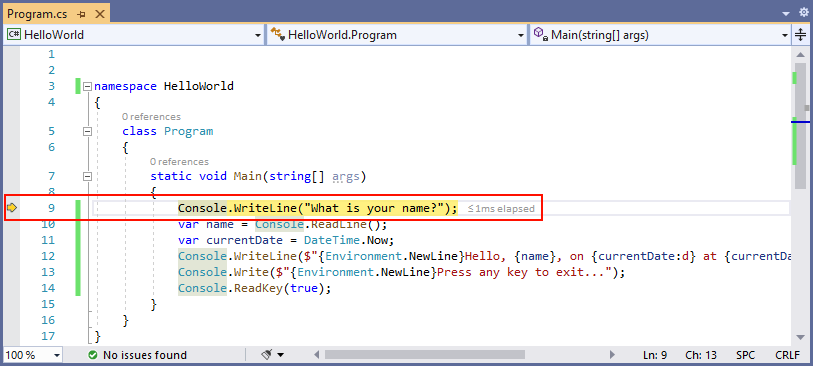 Program.cs
HelloWorld HelloWorld.Program Main(string[] args)
1
2
3 namespace HelloWorld
4 {
0 references
5 class Program
6 {
0 references
7 static void Main(string[] args)
8 {
9 Console.WriteLine("What is your name?"); ≤1ms elapsed
10 var name = Console.ReadLine();
11 var currentDate = DateTime.Now;
12 Console.WriteLine($"{Environment.NewLine}Hello, {name}, on {currentDate:d} at {currentDa
13 Console.Write($"{Environment.NewLine}Press any key to exit...");
14 Console.ReadKey(true);
15 }
16 }
17 }
100 % No issues found Ln: 9 Ch: 13 SPC CRLF